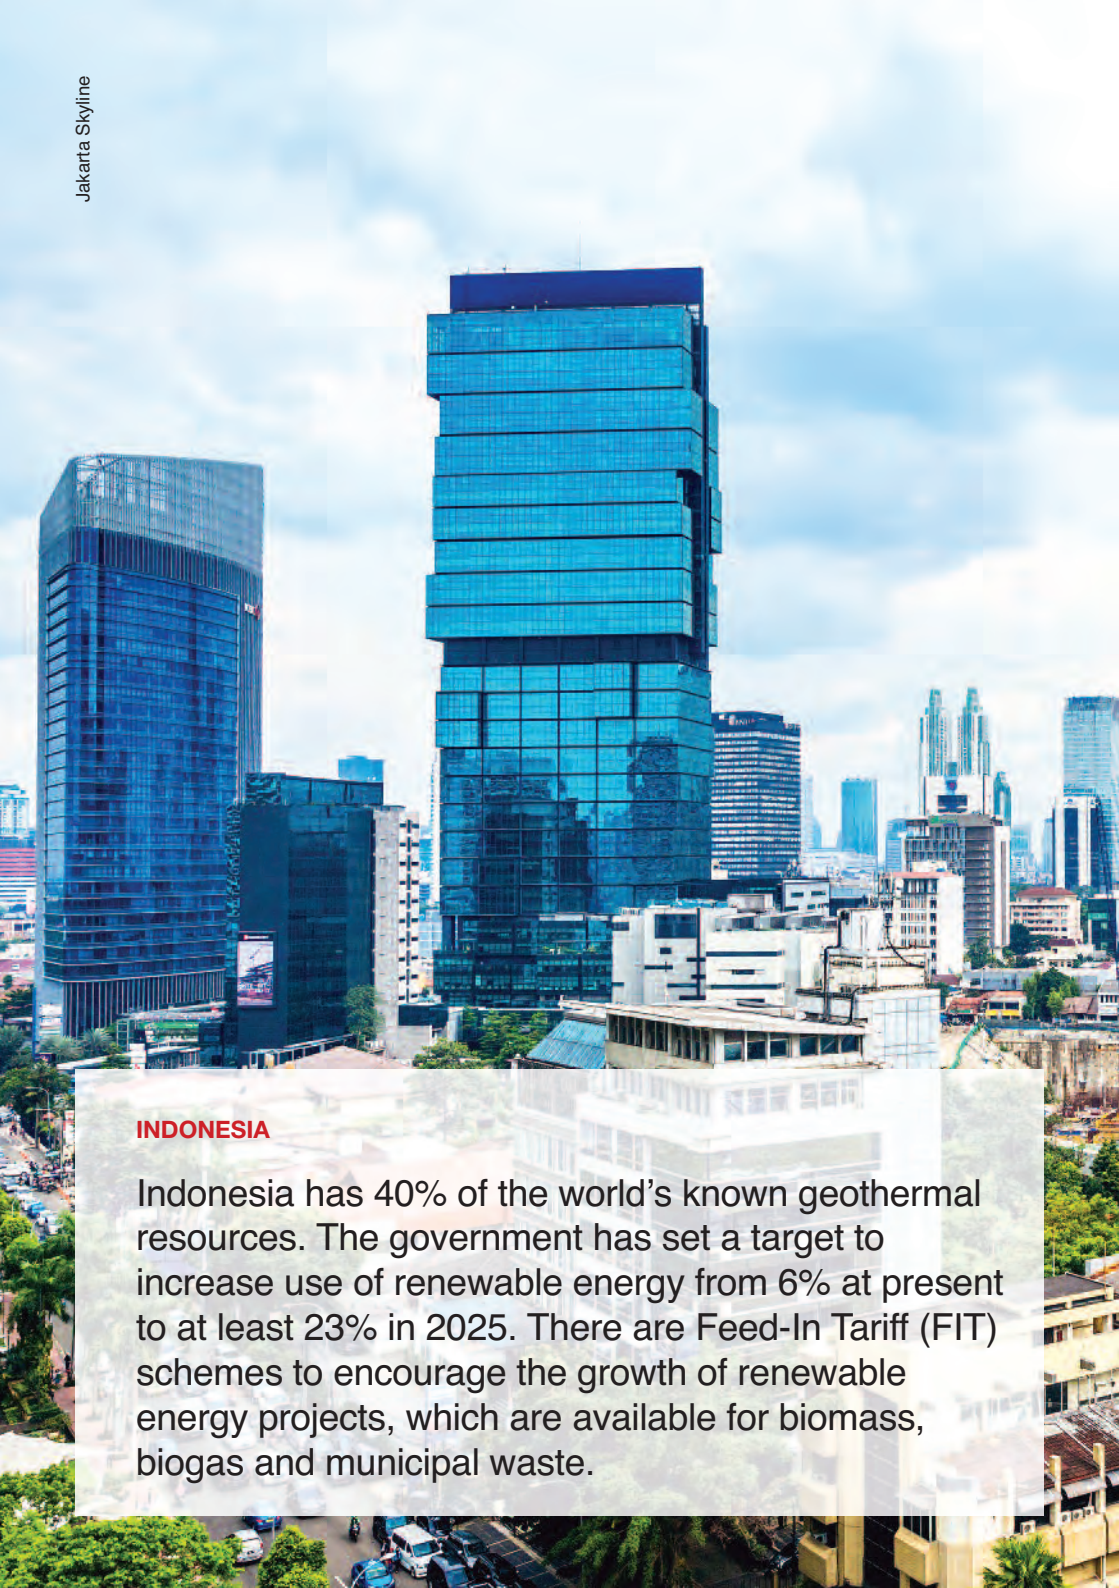 Jakarta Skyline
INDONESIA
Indonesia has 40% of the world’s known geothermal
resources. The government has set a target to
increase use of renewable energy from 6% at present
to at least 23% in 2025. There are Feed-In Tariff (FIT)
schemes to encourage the growth of renewable
energy projects, which are available for biomass,
biogas and municipal waste.